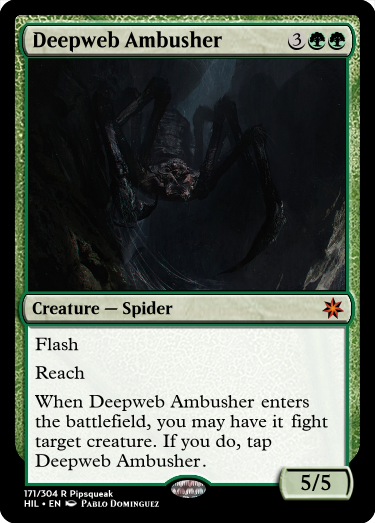 Deepweb Ambusher 3
Creature — Spider
Flash
Reach
When Deepweb Ambusher enters
the battlefield, you may have it fight
target creature. If you do, tap
Deepweb Ambusher.
171/304 R Pipsqueak
HIL • EN Pablo Dominguez
5/5